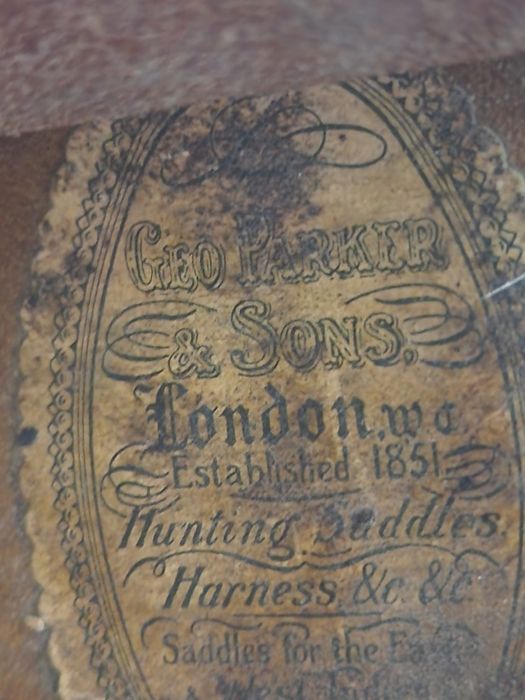 GEO PARKER
& SONS.
London. W.C.
Established 1851
Hunting Saddles.
Harness, &c. &c.
Saddles for the
&